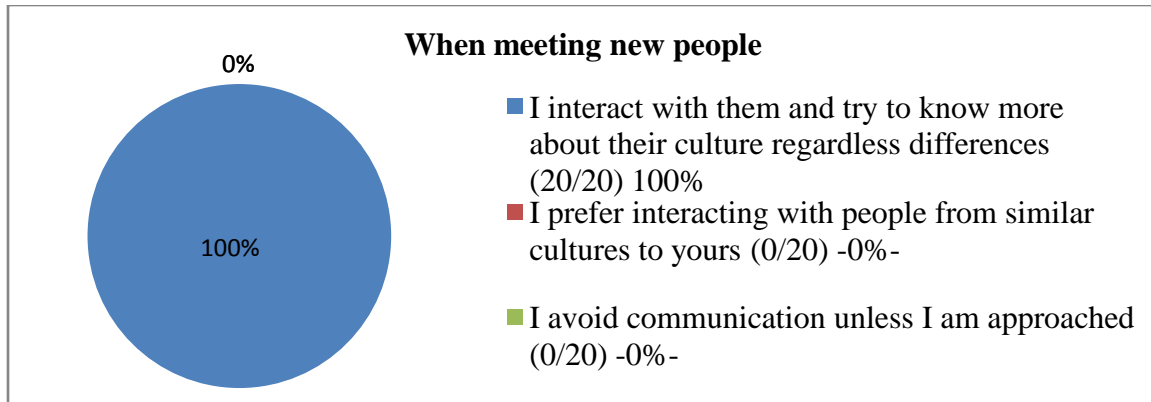 When meeting new people
0%
100%
I interact with them and try to know more
about their culture regardless differences
(20/20) 100%
I prefer interacting with people from similar
cultures to yours (0/20) -0%-
I avoid communication unless I am approached
(0/20) -0%-